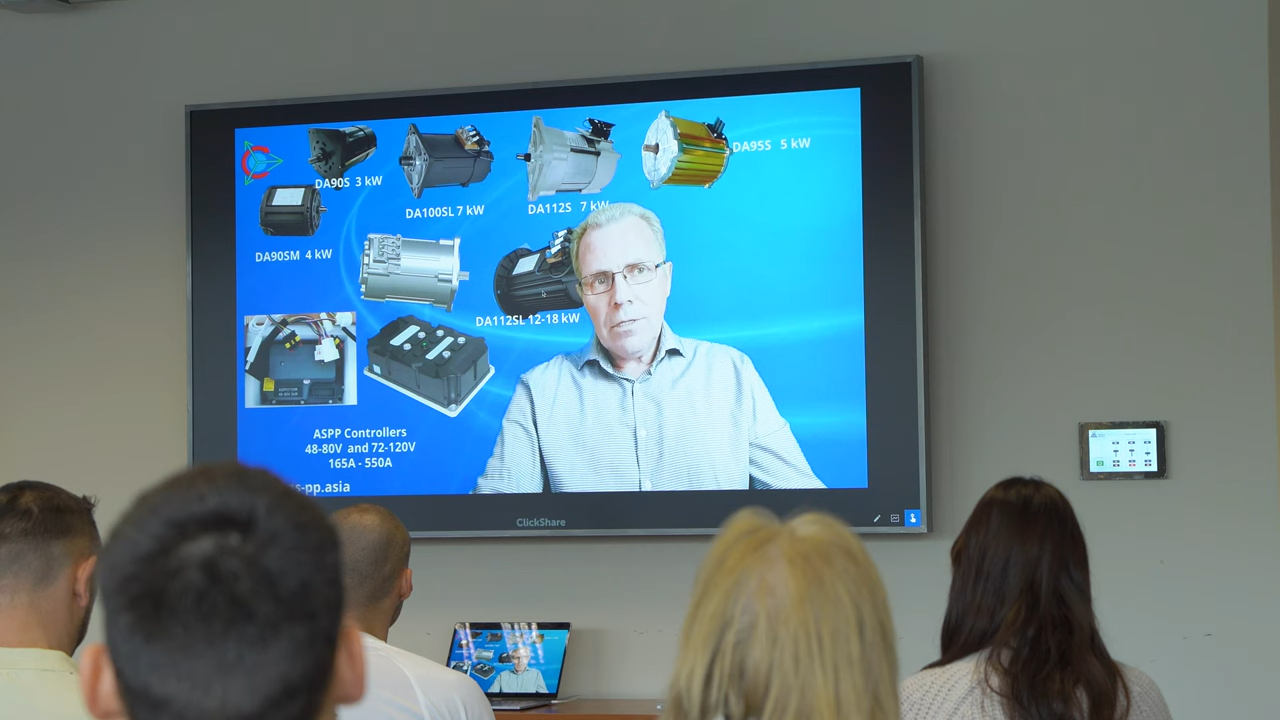 DA90S 3 kW
DA100SL 7 kW
DA112S 7 kW
DA95S 5 kW
DA90SM 4 kW
DA112SL 12-18 kW
ASPP Controllers
48-80V and 72-120V
165A - 550A
s-pp.asia
ClickShare